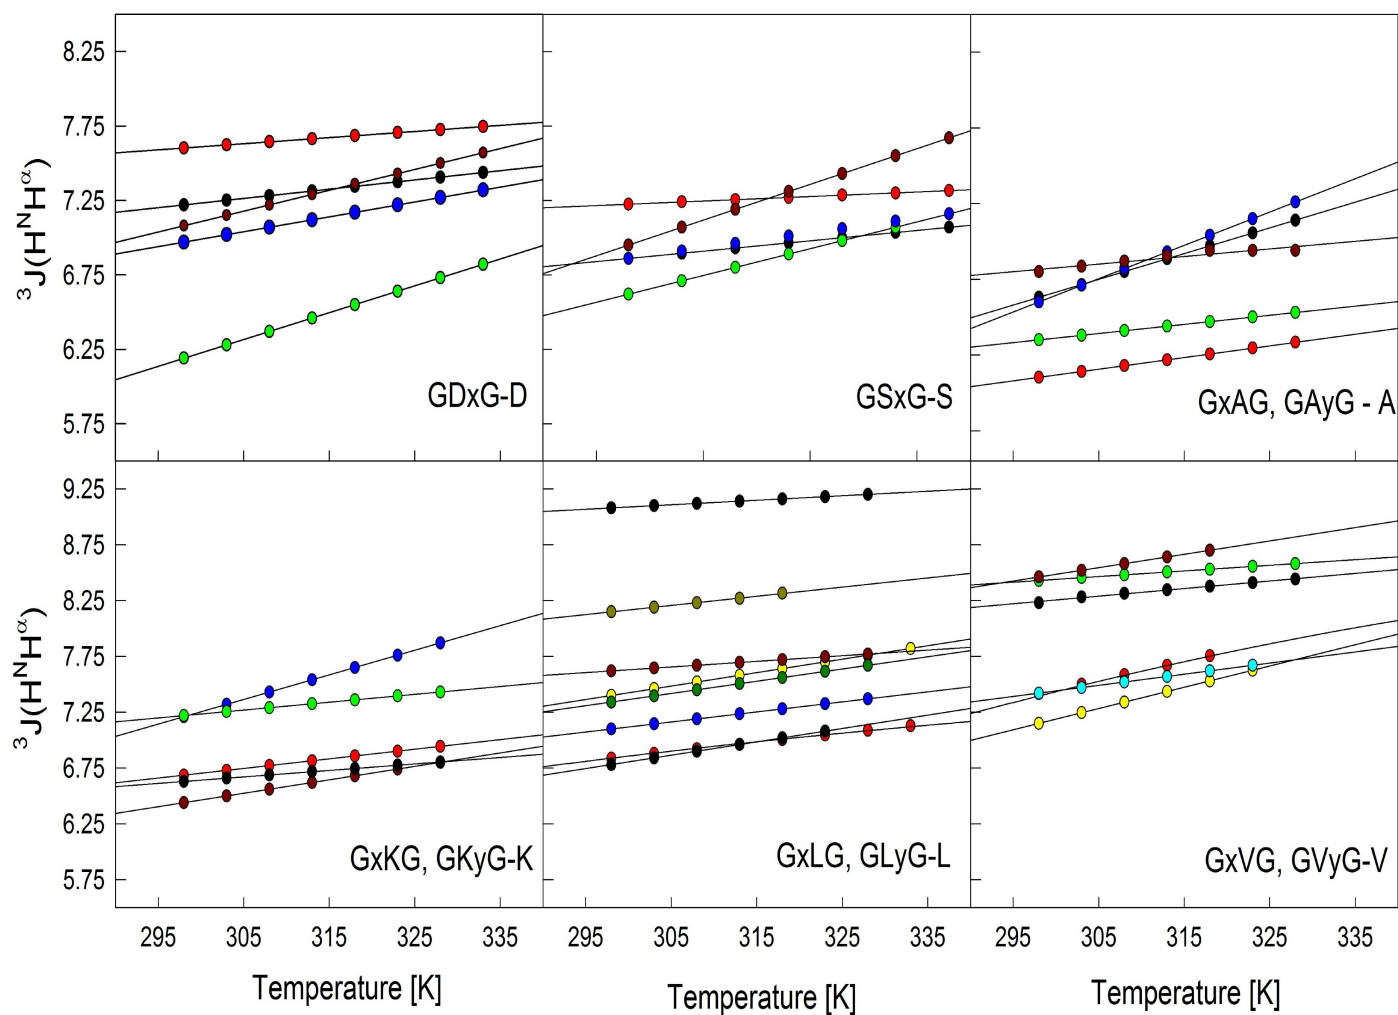 8.25
7.75
7.25
6.75
6.25
5.75
³J(HᴺHᵅ)
GDxG-D
GSxG-S
GxAG, GAyG - A
9.25
8.75
8.25
7.75
7.25
6.75
6.25
5.75
³J(HᴺHᵅ)
GxKG, GKyG-K
GxLG, GLyG-L
GxVG, GVyG-V
295 305 315 325 335 295 305 315 325 335 295 305 315 325 335
Temperature [K] Temperature [K] Temperature [K]